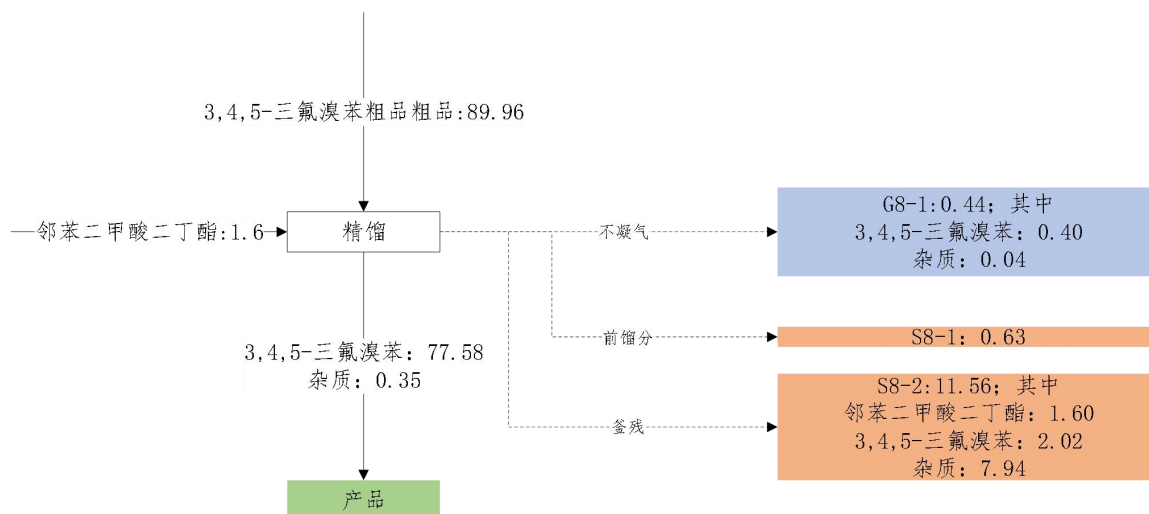 3,4,5-三氟溴苯粗品粗品:89.96
邻苯二甲酸二丁酯:1.6
精馏
不凝气
G8-1:0.44；其中
3,4,5-三氟溴苯：0.40
杂质：0.04
前馏分
S8-1：0.63
3,4,5-三氟溴苯：77.58
杂质：0.35
釜残
S8-2:11.56；其中
邻苯二甲酸二丁酯：1.60
3,4,5-三氟溴苯：2.02
杂质：7.94
产品